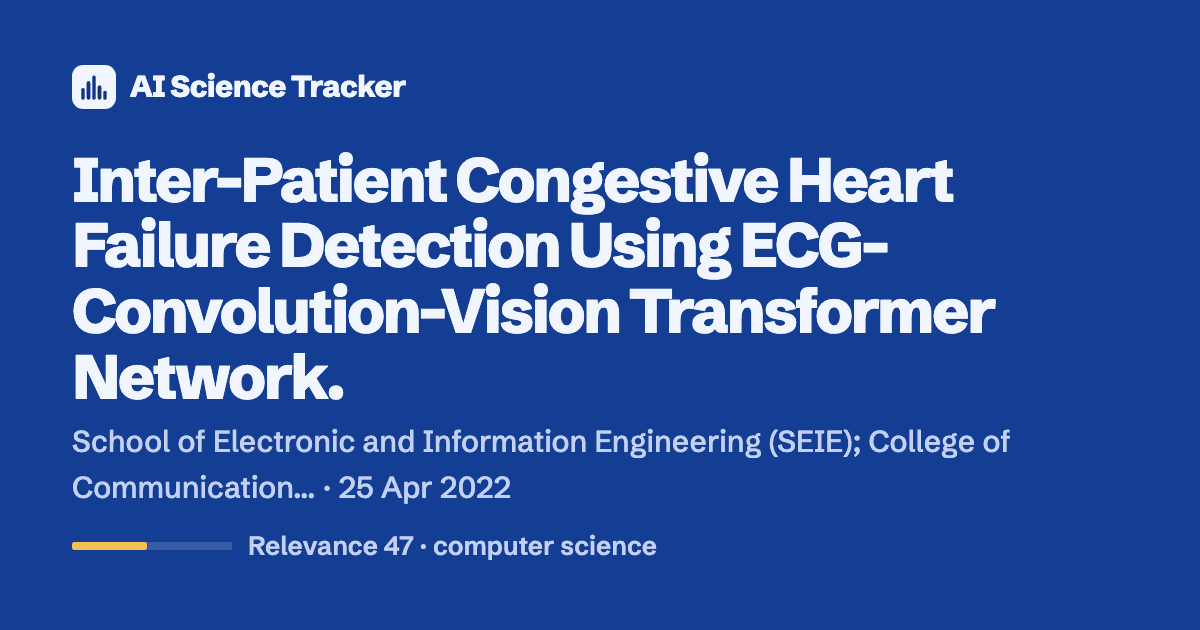 AI Science Tracker
Inter-Patient Congestive Heart
Failure Detection Using ECG-
Convolution-Vision Transformer
Network.
School of Electronic and Information Engineering (SEIE); College of
Communication... · 25 Apr 2022
Relevance 47 · computer science